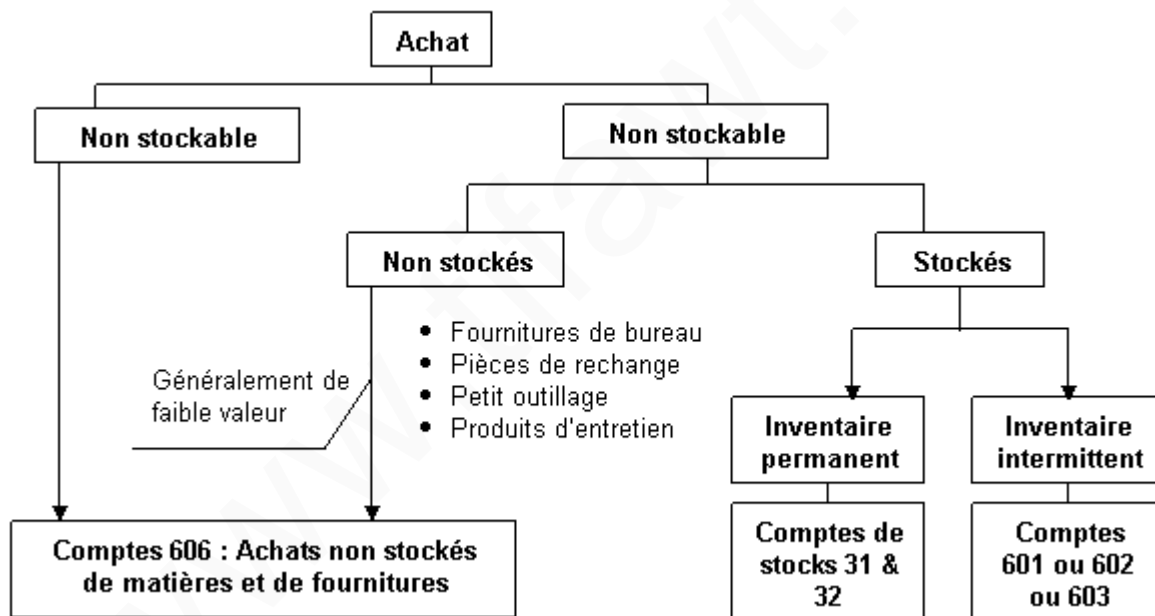 Achat
Non stockable
Non stockable
Non stockés
Stockés
• Fournitures de bureau
• Pièces de rechange
• Petit outillage
• Produits d'entretien
Généralement de
faible valeur
Inventaire
permanent
Inventaire
intermittent
Comptes 606 : Achats non stockés
de matières et de fournitures
Comptes de
stocks 31 &
32
Comptes
601 ou 602
ou 603